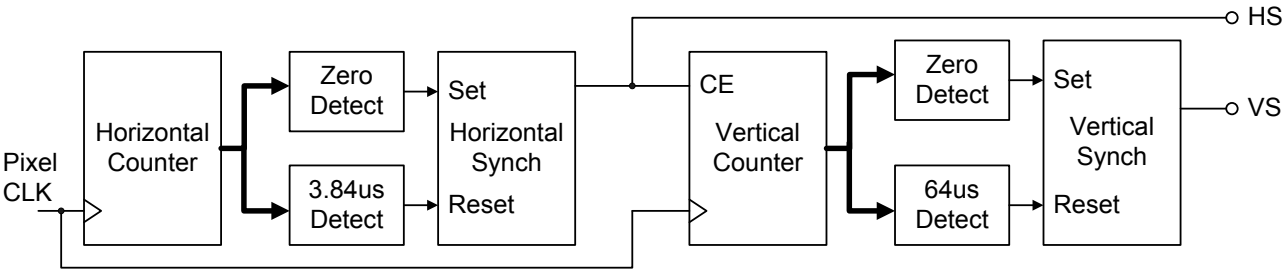 HS
Zero
Detect
Zero
Detect
Set
CE
Set
VS
Horizontal
Counter
Horizontal
Synch
Vertical
Counter
Vertical
Synch
Pixel
CLK
3.84us
Detect
Reset
64us
Detect
Reset